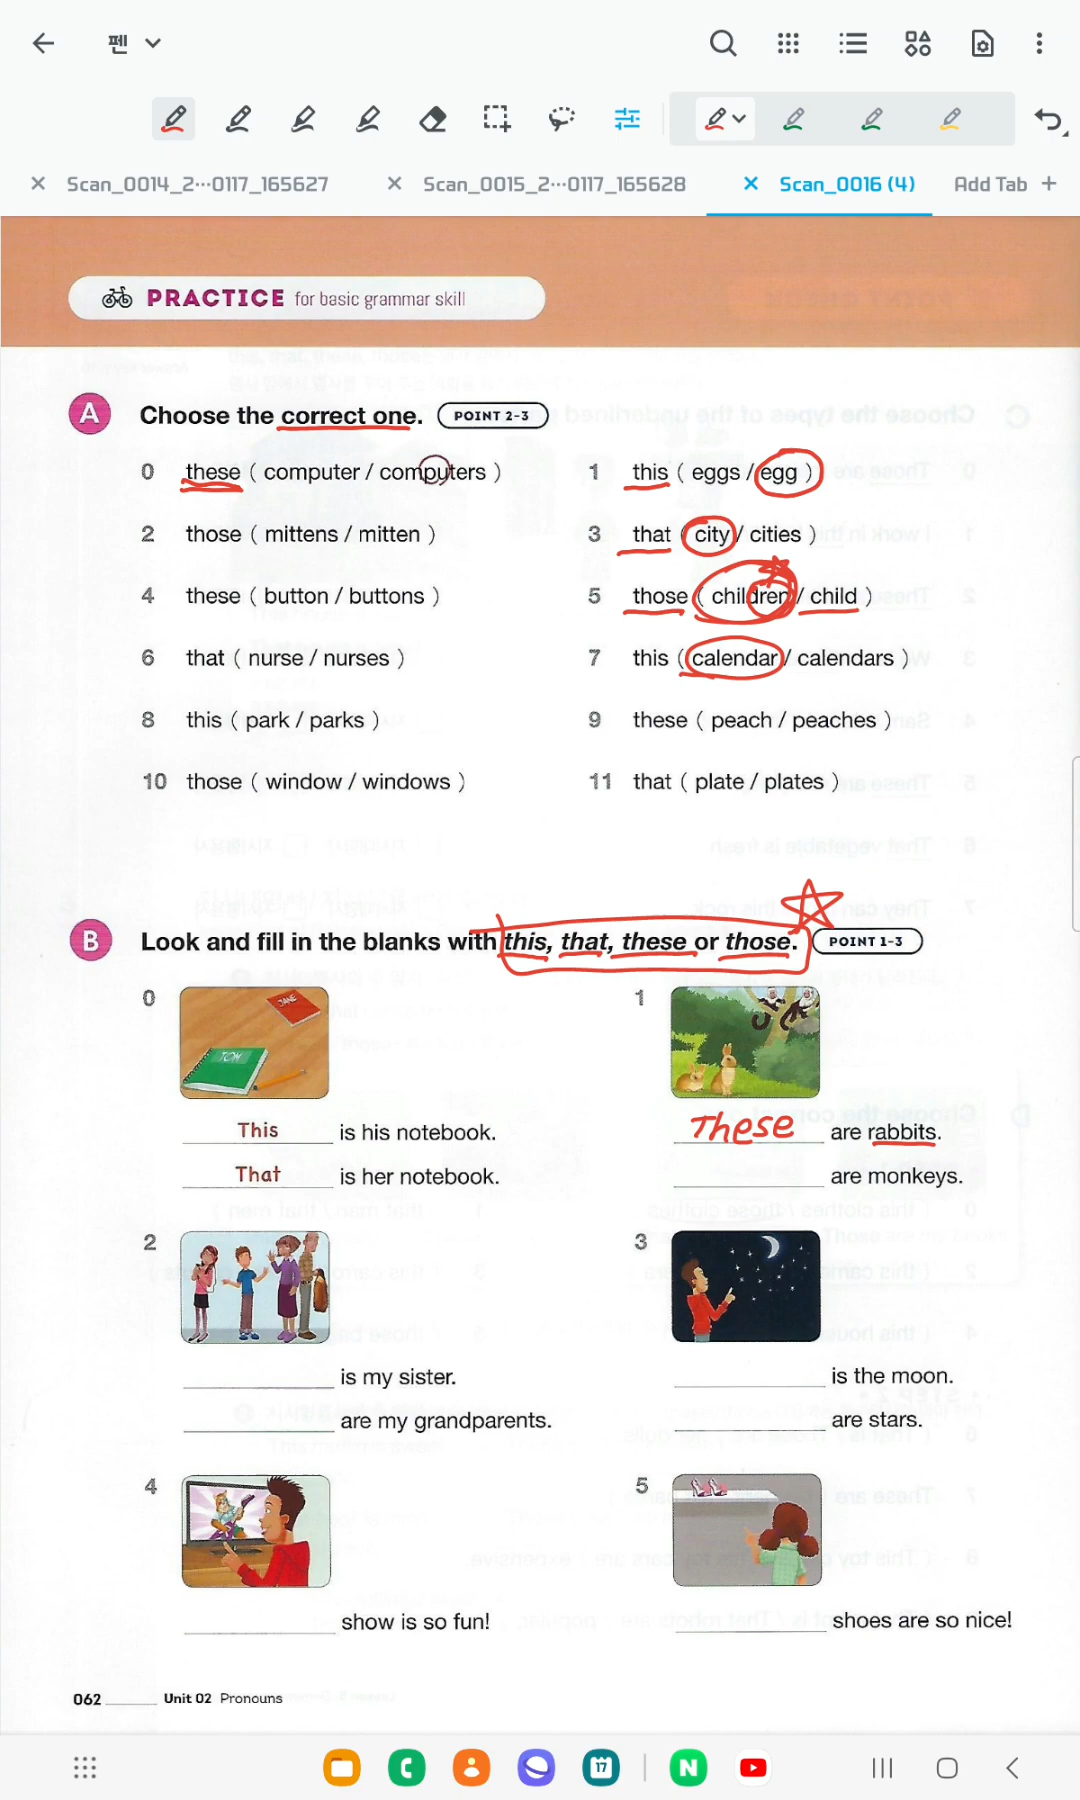 펜
Scan_0014_2…0117_165627
Scan_0015_2…0117_165628
Scan_0016 (4)
Add Tab +
PRACTICE for basic grammar skill
A Choose the correct one. POINT 2-3
0 these ( computer / computers )
1 this ( eggs / egg )
2 those ( mittens / mitten )
3 that ( city / cities )
4 these ( button / buttons )
5 those ( children / child )
6 that ( nurse / nurses )
7 this ( calendar / calendars )
8 this ( park / parks )
9 these ( peach / peaches )
10 those ( window / windows )
11 that ( plate / plates )
B Look and fill in the blanks with this, that, these or those. POINT 1-3
0
JANE
TOM
This is his notebook.
That is her notebook.
1
These are rabbits.
are monkeys.
2
is my sister.
are my grandparents.
3
is the moon.
are stars.
4
show is so fun!
5
shoes are so nice!
062 Unit 02 Pronouns
17
N